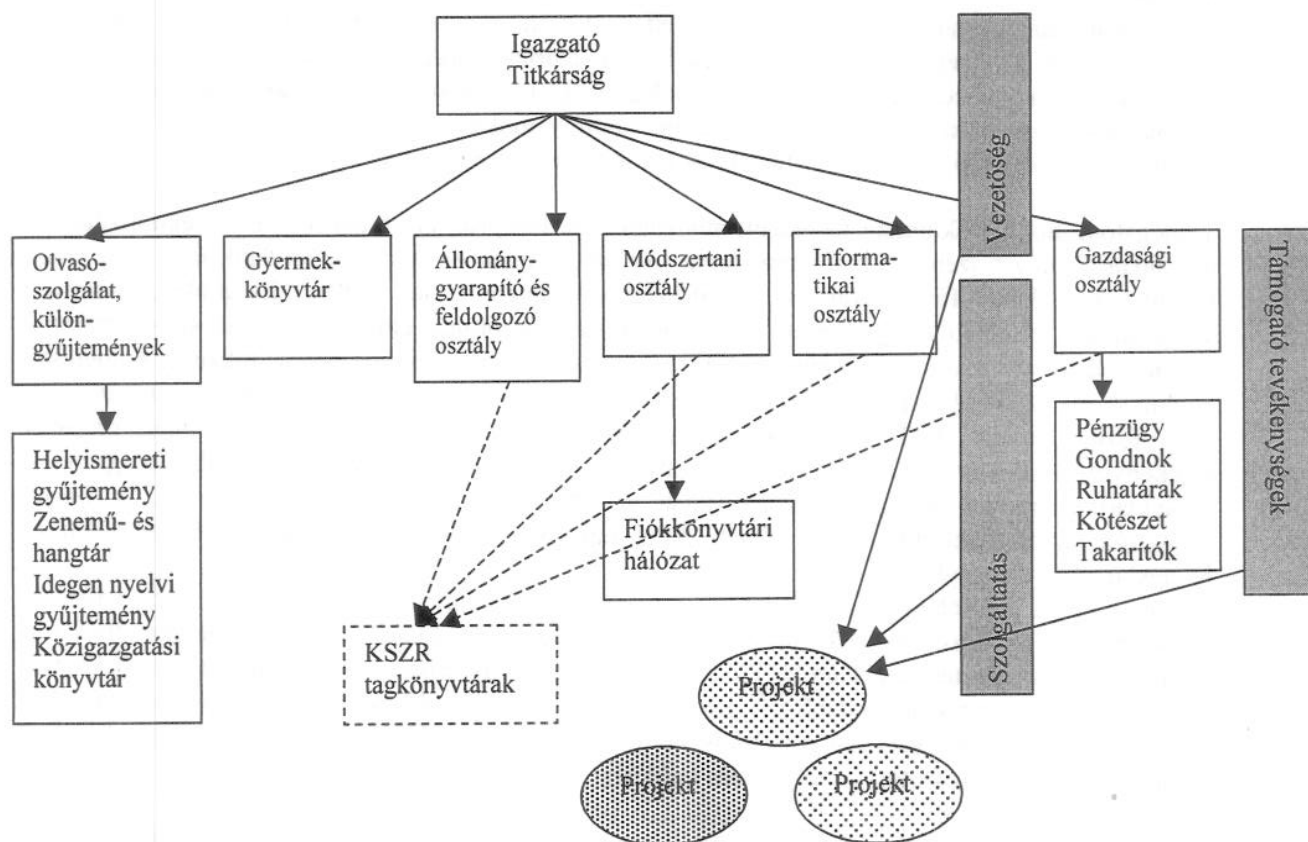 Igazgató
Titkárság
Vezetőség
Olvasó-
szolgálat,
külön-
gyűjtemények
Gyermek-
könyvtár
Állomány-
gyarapító és
feldolgozó
osztály
Módszertani
osztály
Informa-
tikai
osztály
Gazdasági
osztály
Támogató tevékenységek
Helyismereti
gyűjtemény
Zenemű- és
hangtár
Idegen nyelvi
gyűjtemény
Közigazgatási
könyvtár
Fiókkönyvtári
hálózat
Pénzügy
Gondnok
Ruhatárak
Kötészet
Takarítók
Szolgáltatás
KSZR
tagkönyvtárak
Projekt
Projekt
Projekt